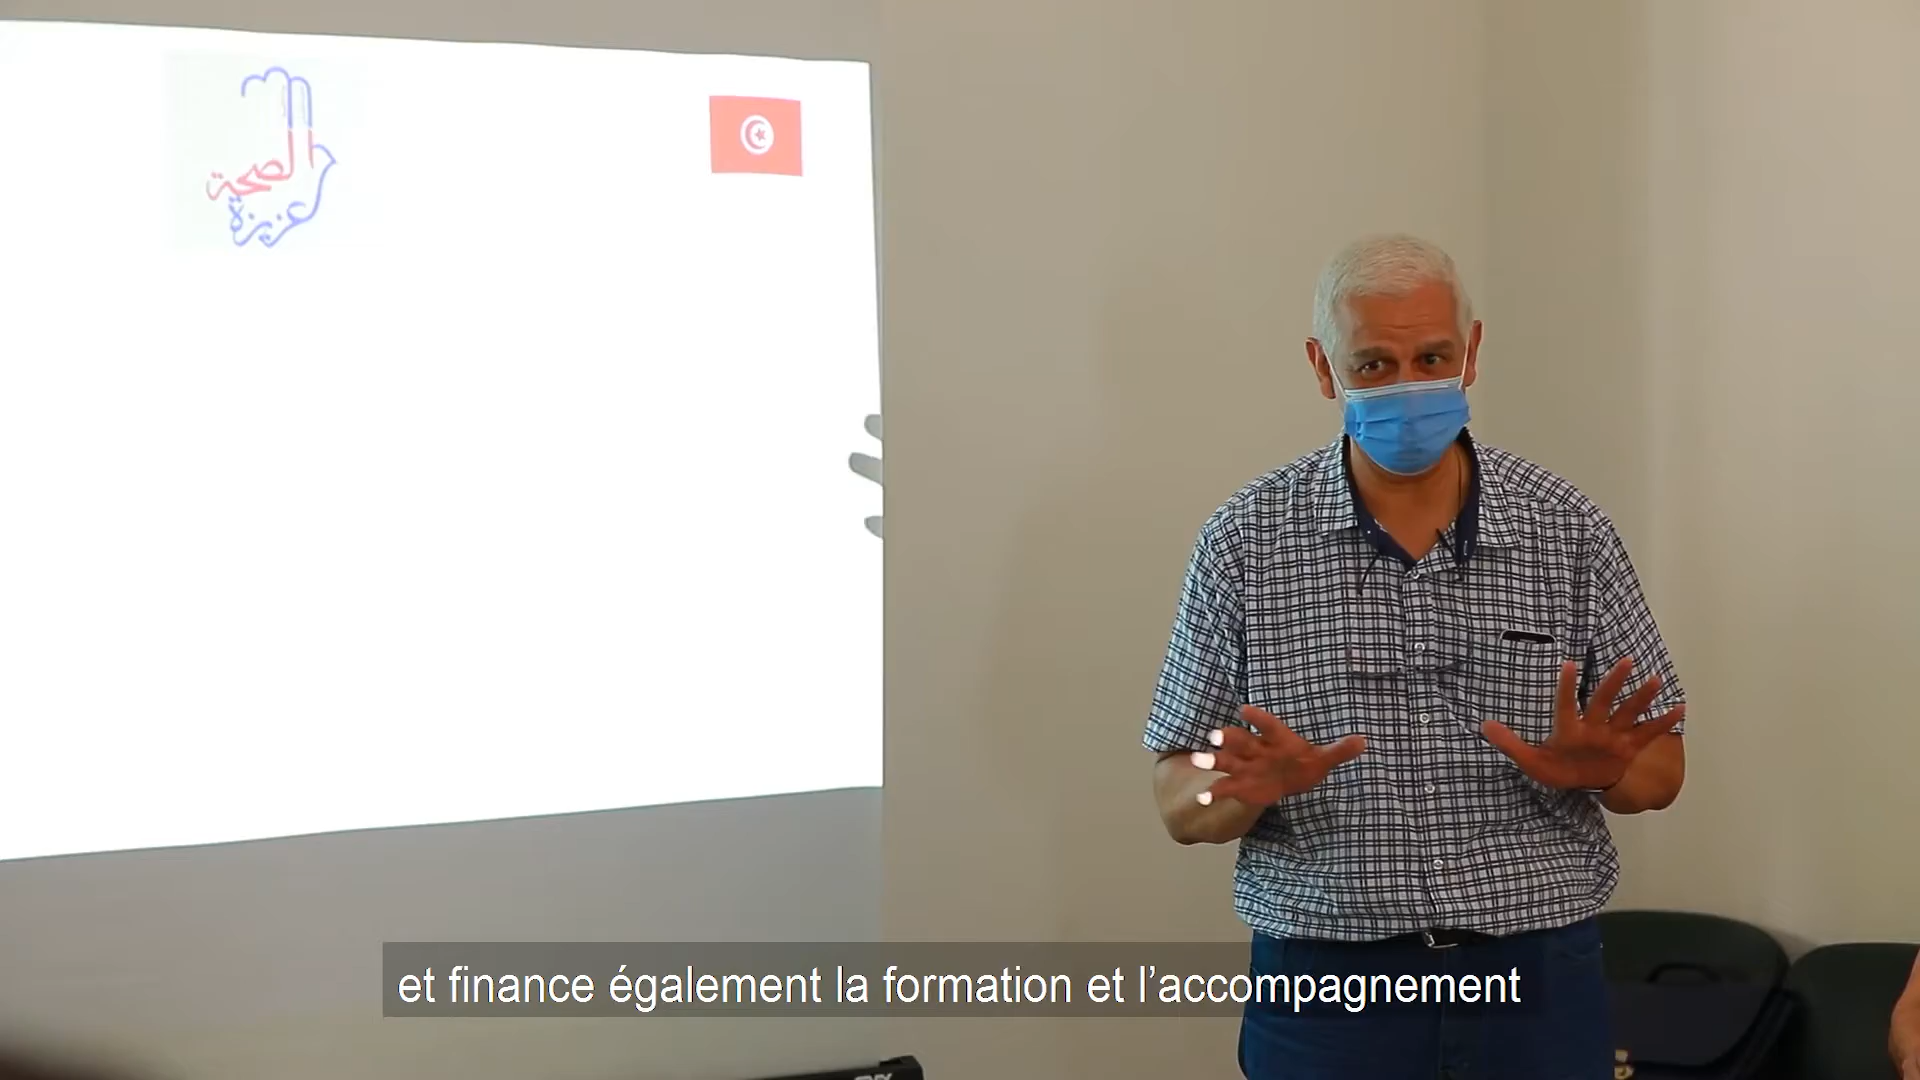 الصحة
عزيزة
et finance également la formation et l’accompagnement